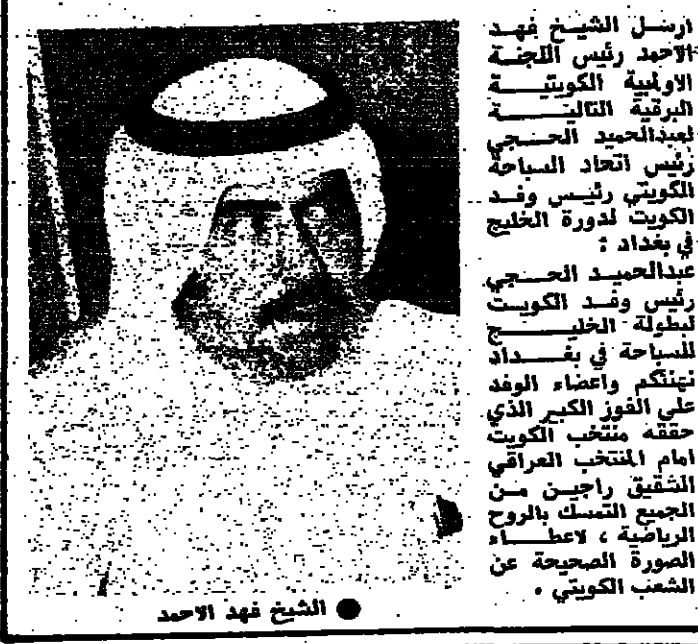 ارسل الشيخ فهد
الاحمد رئيس اللجنة
الاولمبية الكويتية
البرقية التالية
لعبدالحميد الحجي
رئيس اتحاد السباحة
الكويتي رئيس وفد
الكويت لدورة الخليج
في بغداد :
عبدالحميد الحجي
رئيس وفد الكويت
لبطولة الخليج
للسباحة في بغداد
نهنئكم واعضاء الوفد
على الفوز الكبير الذي
حققه منتخب الكويت
امام المنتخب العراقي
الشقيق راجين من
الجميع التمسك بالروح
الرياضية ، لاعطاء
الصورة الصحيحة عن
الشعب الكويتي .
● الشيخ فهد الاحمد